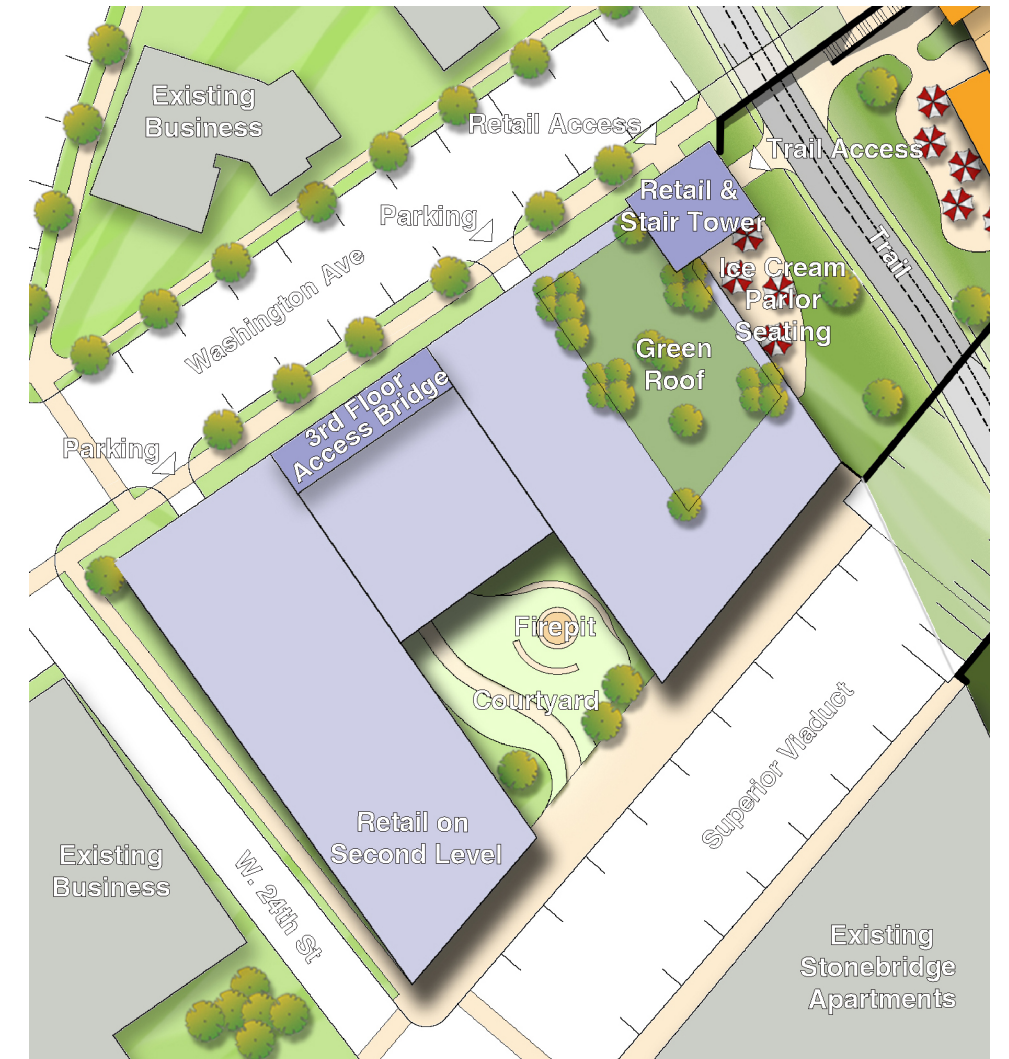 Existing
Business
Retail Access
Trail Access
Retail &
Stair Tower
Parking
Washington Ave
Trail
Ice Cream
Parlor
Seating
Green
Roof
3rd Floor
Access Bridge
Parking
Firepit
Courtyard
Superior Viaduct
Retail on
Second Level
Existing
Business
W. 24th St
Existing
Stonebridge
Apartments